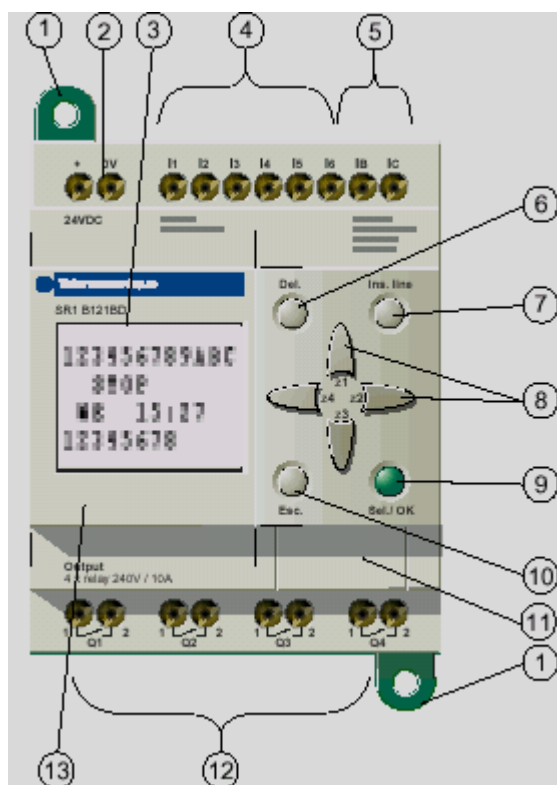 1 2 3 4 5
+ 0V I1 I2 I3 I4 I5 I6 IB IC
24VDC
6
Del. Ins. line
SR1 B121BD
7
123456789ABC
STOP
15:27
12345678
z1
z4 z2
z3
8
9
Esc. Sel./ OK
10
Output
4 x relay 240V / 10A
11
1 2 1 2 1 2 1 2
Q1 Q2 Q3 Q4
1
13 12